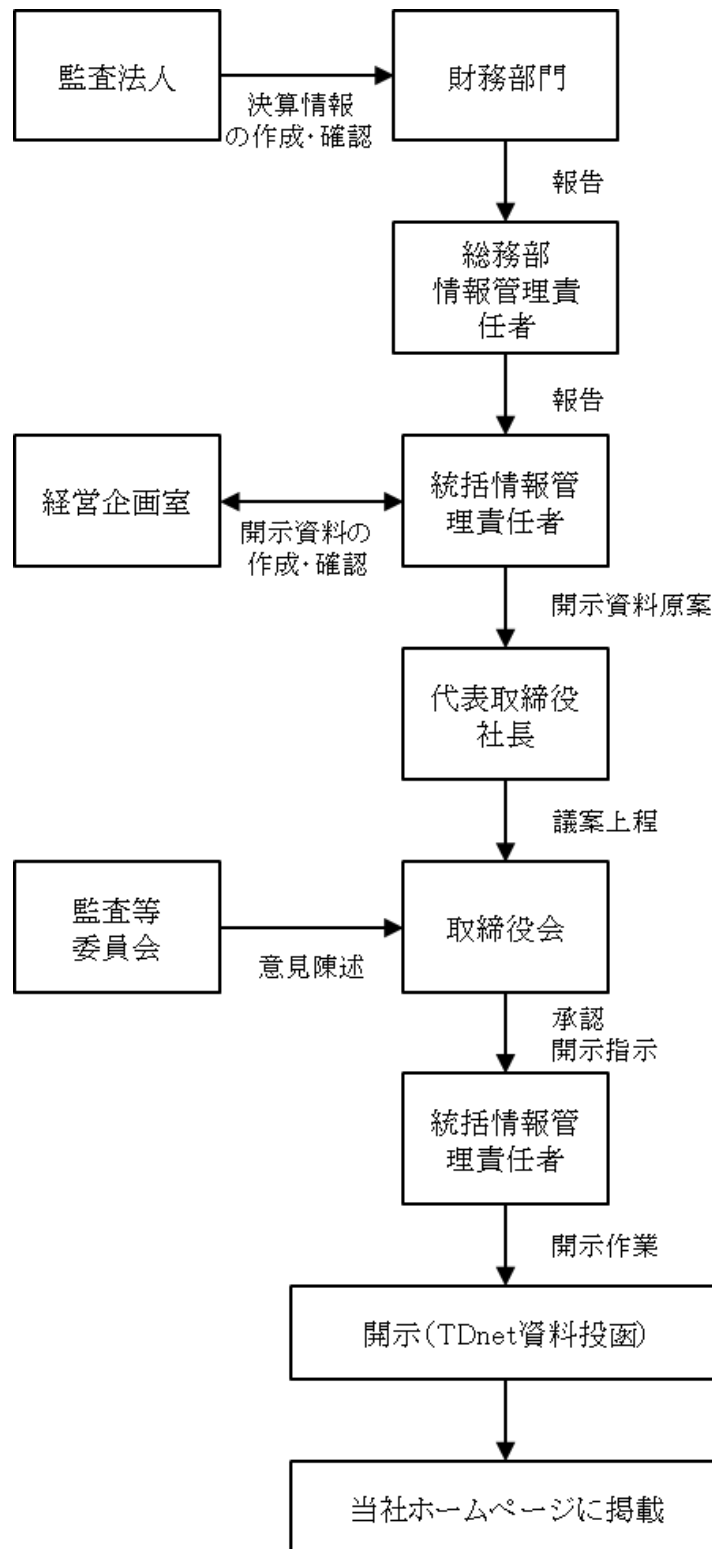 監査法人
財務部門
決算情報
の作成・確認
報告
総務部
情報管理責
任者
報告
経営企画室
統括情報管
理責任者
開示資料の
作成・確認
開示資料原案
代表取締役
社長
議案上程
監査等
委員会
取締役会
意見陳述
承認
開示指示
統括情報管
理責任者
開示作業
開示(TDnet資料投函)
当社ホームページに掲載